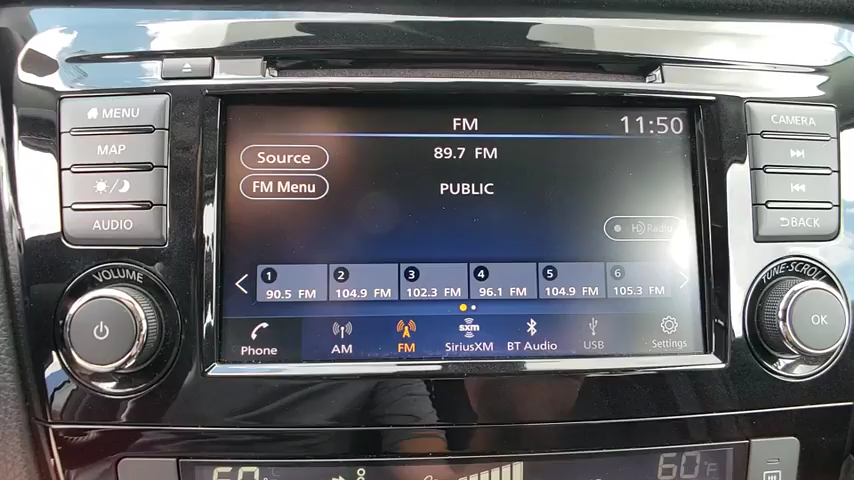 MENU
MAP
AUDIO
VOLUME
FM
11:50
Source
89.7 FM
FM Menu
PUBLIC
HD Radio
1 90.5 FM
2 104.9 FM
3 102.3 FM
4 96.1 FM
5 104.9 FM
6 105.3 FM
Phone
AM
FM
sxm
SiriusXM
BT Audio
USB
Settings
CAMERA
BACK
TUNE·SCROLL
OK
60°F